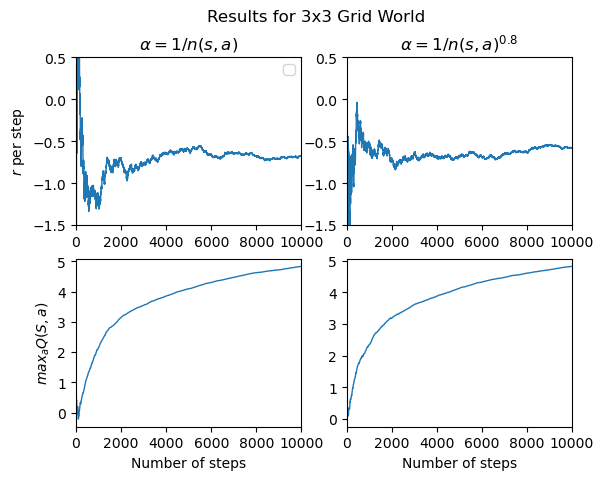 Results for 3x3 Grid World
α = 1/n(s, a)
α = 1/n(s, a)^0.8
r per step
0.5
0.0
−0.5
−1.0
−1.5
0 2000 4000 6000 8000 10000
0.5
0.0
−0.5
−1.0
−1.5
0 2000 4000 6000 8000 10000
max_a Q(S, a)
5
4
3
2
1
0
0 2000 4000 6000 8000 10000
Number of steps
5
4
3
2
1
0
0 2000 4000 6000 8000 10000
Number of steps